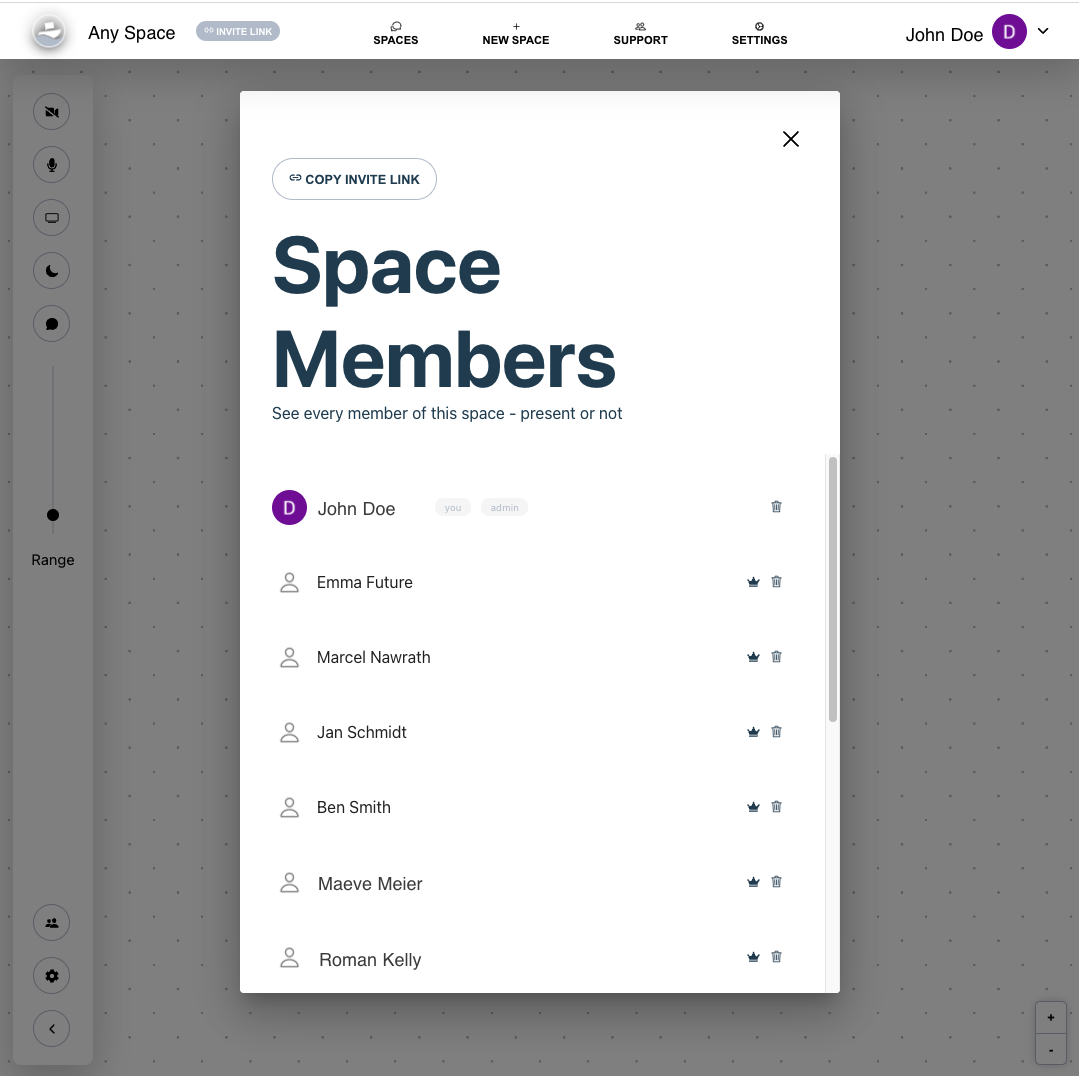 Any Space
INVITE LINK
SPACES
NEW SPACE
SUPPORT
SETTINGS
John Doe
D
COPY INVITE LINK
Space
Members
See every member of this space - present or not
D
John Doe
you
admin
Emma Future
Marcel Nawrath
Jan Schmidt
Ben Smith
Maeve Meier
Roman Kelly
Range
+
-